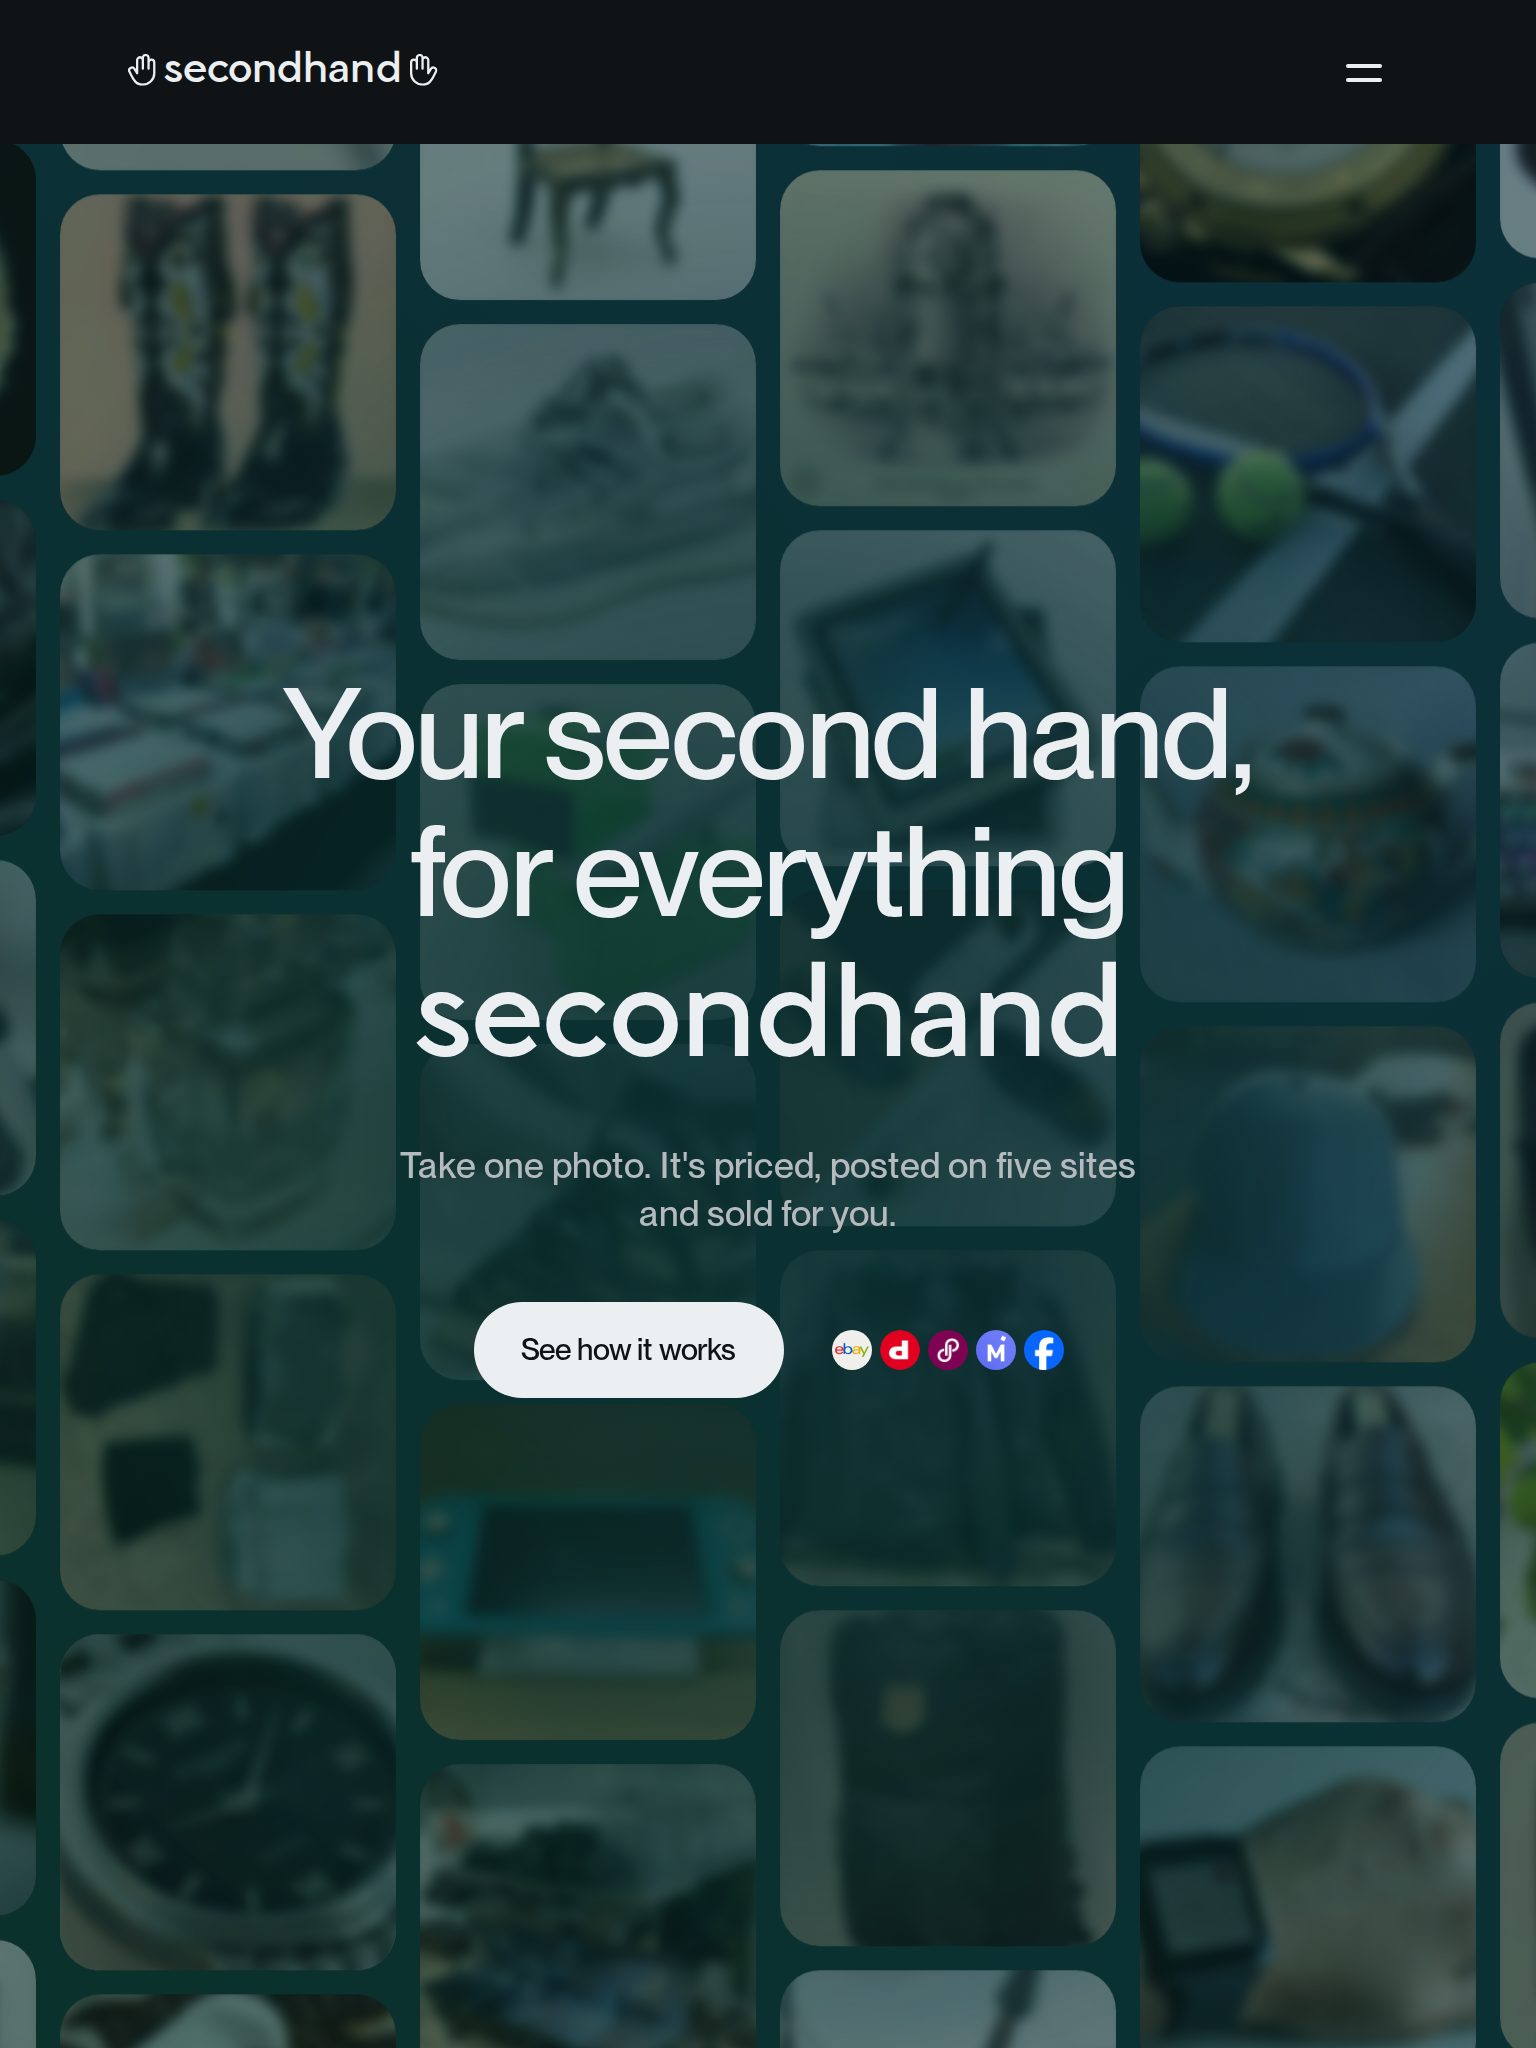 secondhand
Your second hand,
for everything
secondhand
Take one photo. It's priced, posted on five sites
and sold for you.
See how it works
ebay